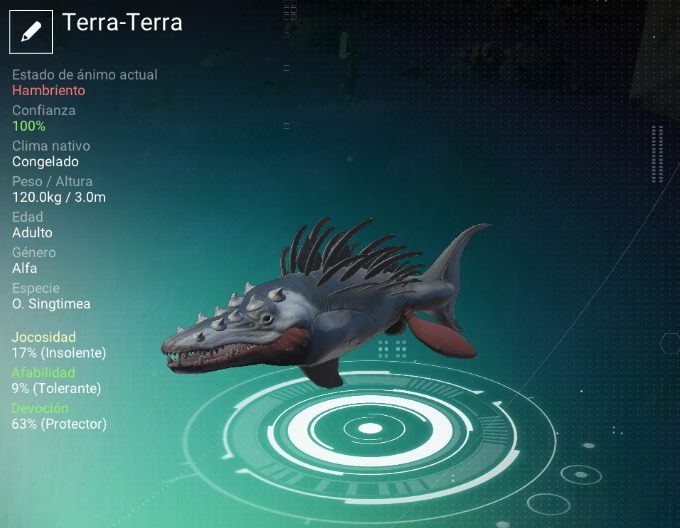 Terra-Terra
Estado de ánimo actual
Hambriento
Confianza
100%
Clima nativo
Congelado
Peso / Altura
120.0kg / 3.0m
Edad
Adulto
Género
Alfa
Especie
O. Singtimea
Jocosidad
17% (Insolente)
Afabilidad
9% (Tolerante)
Devoción
63% (Protector)